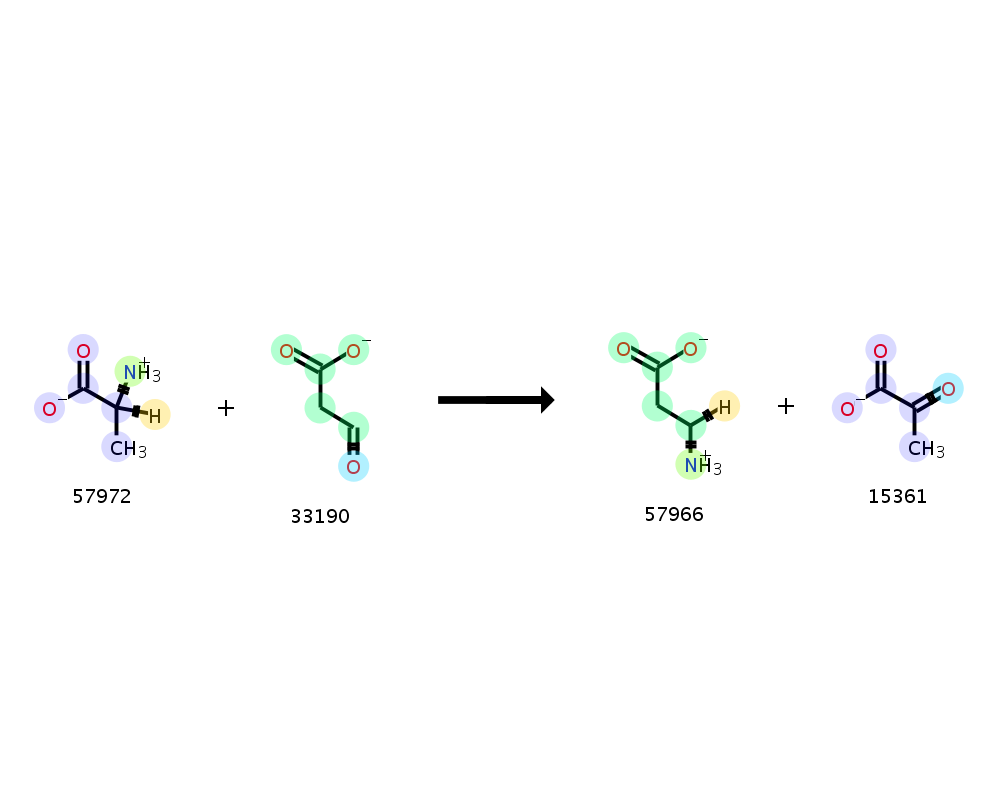 O
NH3+
O−
H
CH3
57972
+
O
O−
O
33190
+
O
O−
H
NH3+
57966
+
O
O
O−
CH3
15361